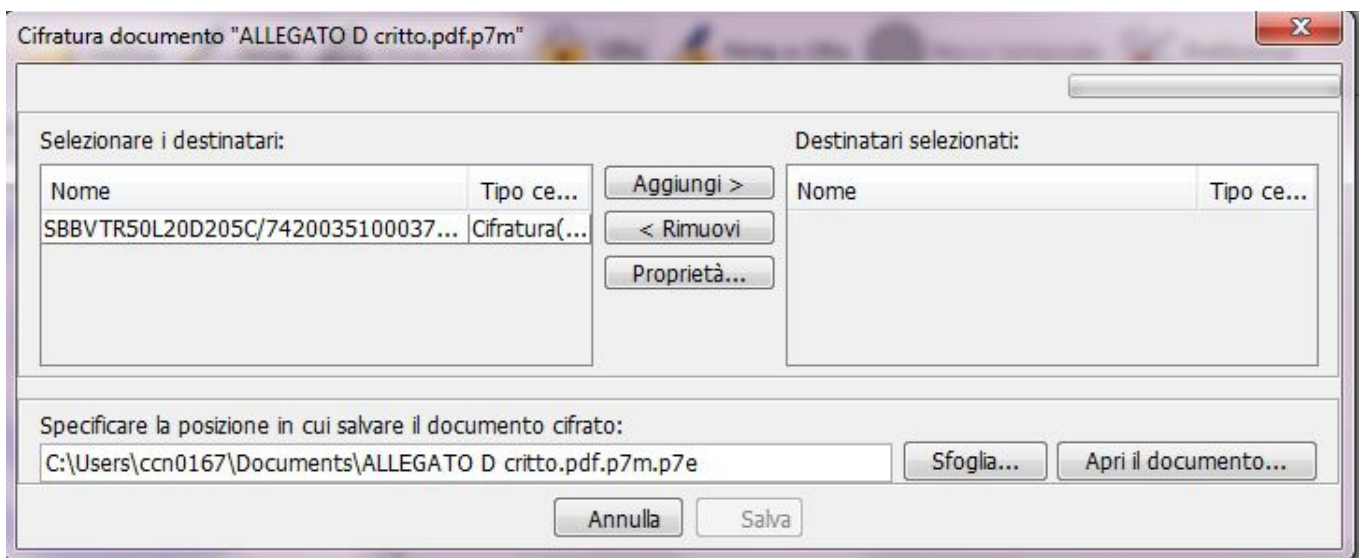 Cifratura documento "ALLEGATO D critto.pdf.p7m"
Selezionare i destinatari:
Destinatari selezionati:
Nome Tipo ce...
Aggiungi >
Nome Tipo ce...
SBBVTR50L20D205C/7420035100037... Cifratura(...
< Rimuovi
Proprietà...
Specificare la posizione in cui salvare il documento cifrato:
C:\Users\ccn0167\Documents\ALLEGATO D critto.pdf.p7m.p7e
Sfoglia...
Apri il documento...
Annulla
Salva